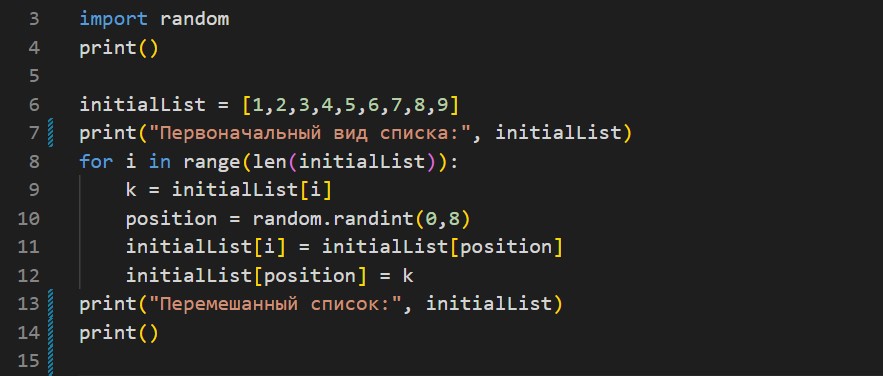 3 import random
4 print()
5
6 initialList = [1,2,3,4,5,6,7,8,9]
7 print("Первоначальный вид списка:", initialList)
8 for i in range(len(initialList)):
9     k = initialList[i]
10     position = random.randint(0,8)
11     initialList[i] = initialList[position]
12     initialList[position] = k
13 print("Перемешанный список:", initialList)
14 print()
15